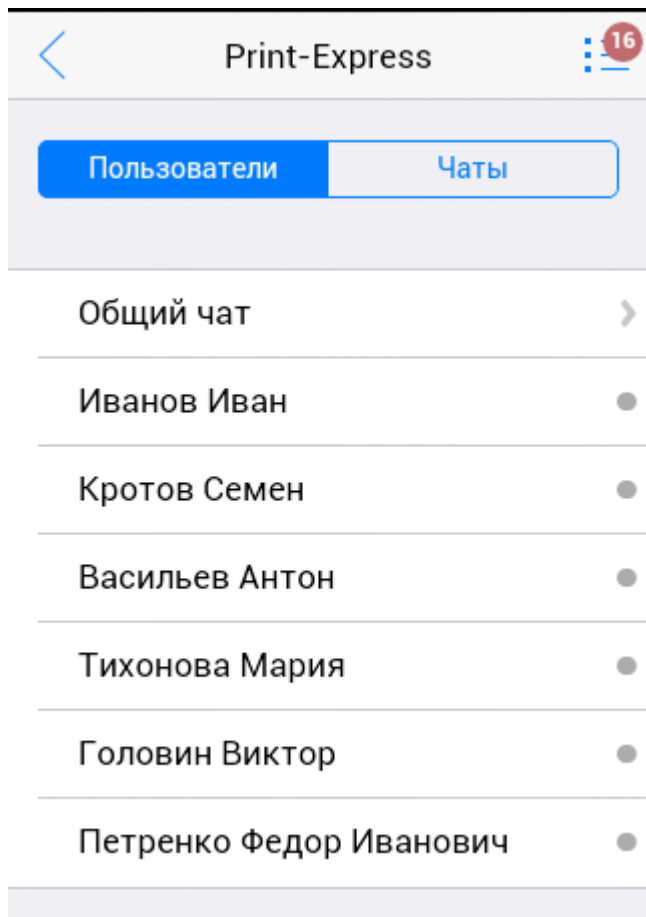 Print-Express
16
Пользователи
Чаты
Общий чат
Иванов Иван
Кротов Семен
Васильев Антон
Тихонова Мария
Головин Виктор
Петренко Федор Иванович